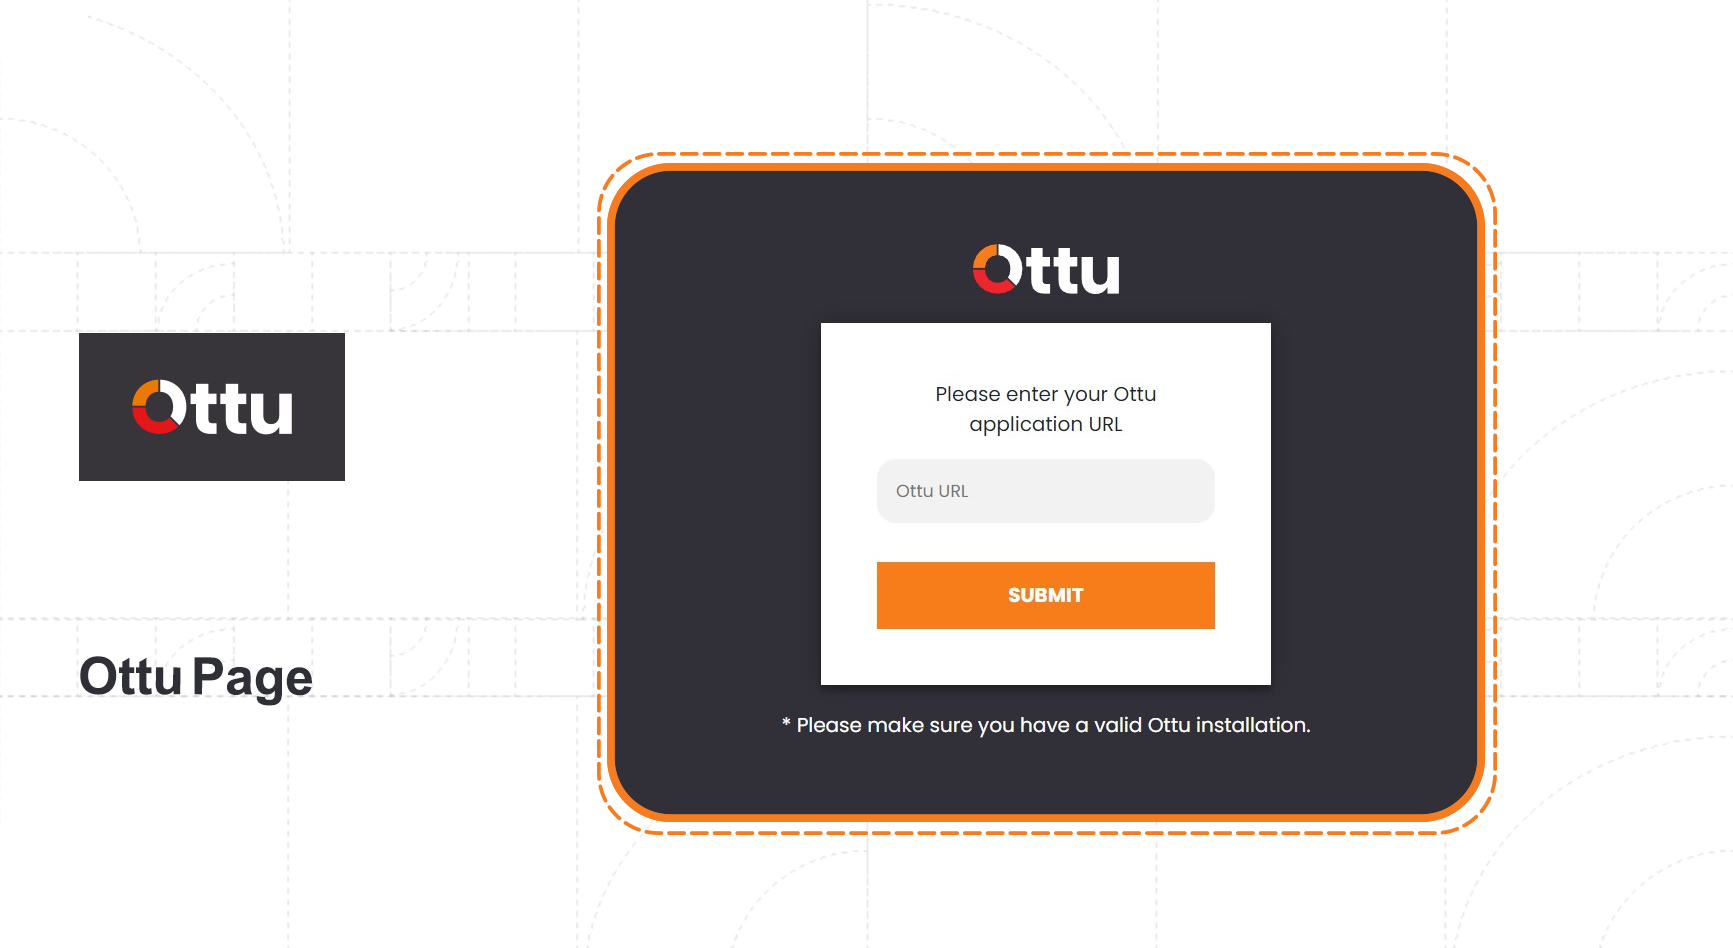 Ottu
Ottu Page
Ottu
Please enter your Ottu
application URL
Ottu URL
SUBMIT
* Please make sure you have a valid Ottu installation.